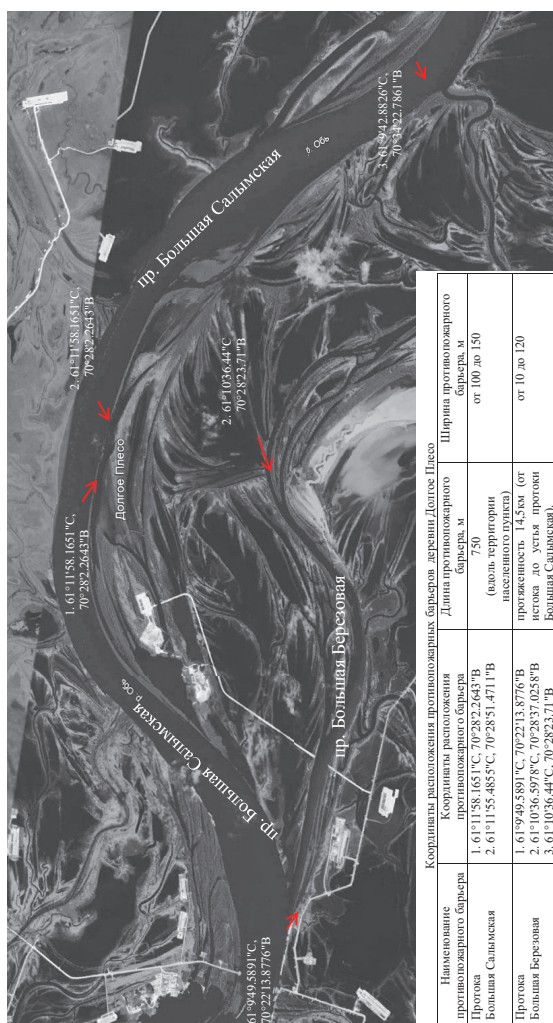 61°9'49.5891"С,
70°22'13.8776"В
пр. Большая Салымская
р. Обь
1. 61°11'58.1651"С,
70°28'2.2643"В
Долгое Плесо
2. 61°11'58.1651"С,
70°28'2.2643"В
пр. Большая Салымская
р. Обь
2. 61°10'36.44"С
70°28'23.71"В
3. 61°9'42.8826"С,
70°34'22.7861"В
пр. Большая Березовая
Координаты расположения противопожарных барьеров деревни Долгое Плесо
Наименование
противопожарного барьера
Координаты расположения
противопожарного барьера
Длина противопожарного
барьера, м
Ширина противопожарного
барьера, м
Протока
Большая Салымская
1. 61°11'58.1651"С, 70°28'2.2643"В
2. 61°11'55.4855"С, 70°28'51.4711"В
750
(вдоль территории
населенного пункта)
от 100 до 150
Протока
Большая Березовая
1. 61°9'49.5891"С, 70°22'13.8776"В
2. 61°10'36.5978"С, 70°28'37.0258"В
3. 61°10'36.44"С, 70°28'23.71"В
протяженность 14,5км (от
истока до устья протоки
Большая Салымская).
от 10 до 120